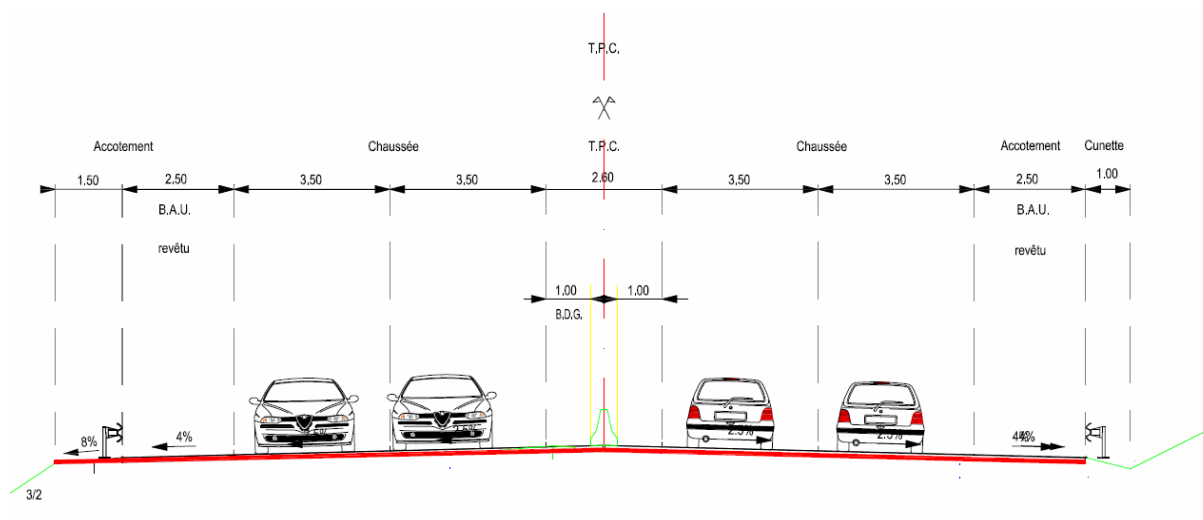 T.P.C.
Accotement Chaussée T.P.C. Chaussée Accotement Cunette
1.50 2.50 3,50 3,50 2.60 3,50 3,50 2,50 1.00
B.A.U. B.A.U.
revêtu revêtu
1,00 1,00
B.D.G.
8% 4% 2.5% 2.5% 4%
3/2